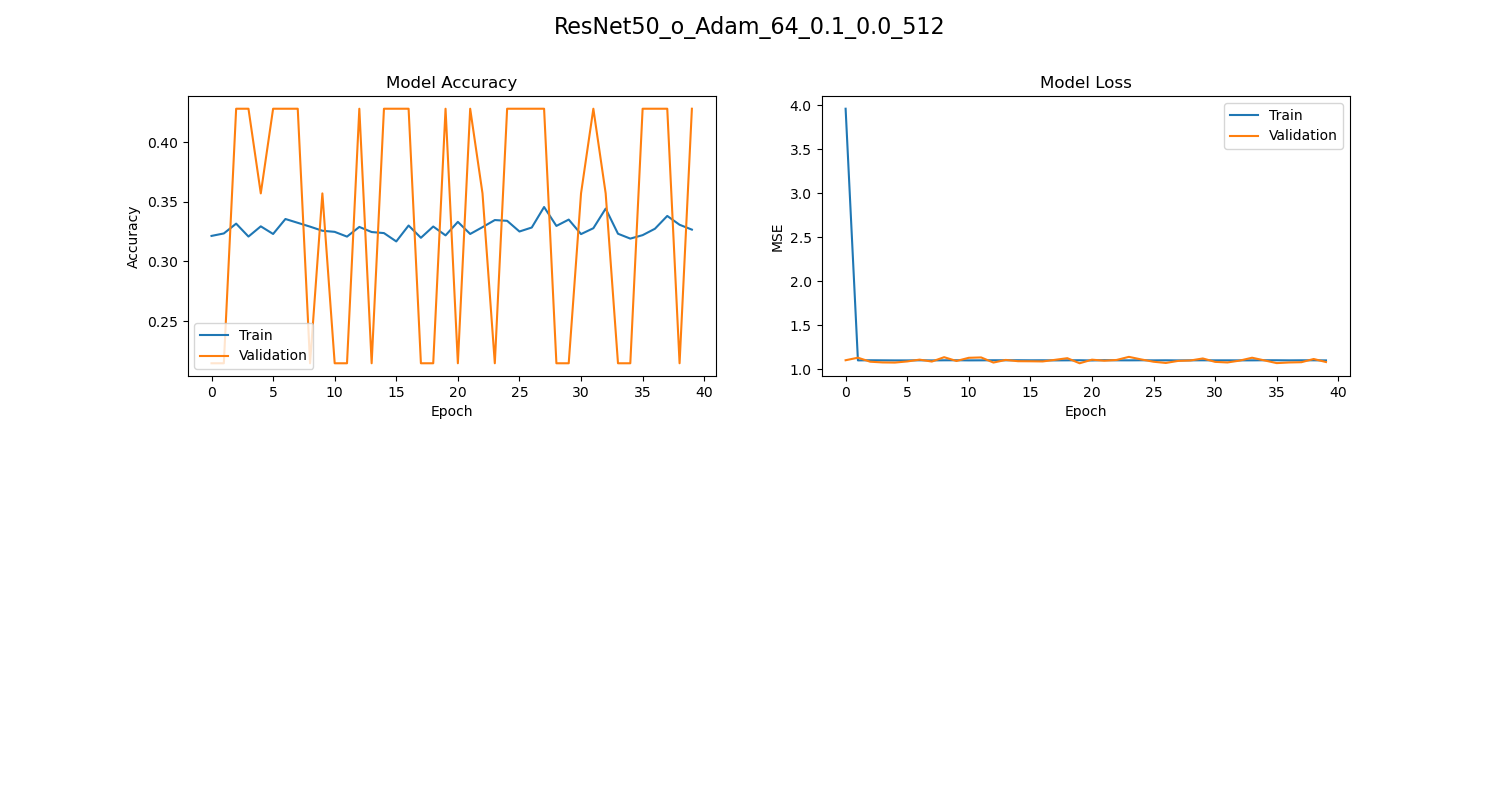 ResNet50_o_Adam_64_0.1_0.0_512
Model Accuracy
Accuracy
0.40
0.35
0.30
0.25
Train
Validation
0 5 10 15 20 25 30 35 40
Epoch
Model Loss
MSE
4.0
3.5
3.0
2.5
2.0
1.5
1.0
Train
Validation
0 5 10 15 20 25 30 35 40
Epoch